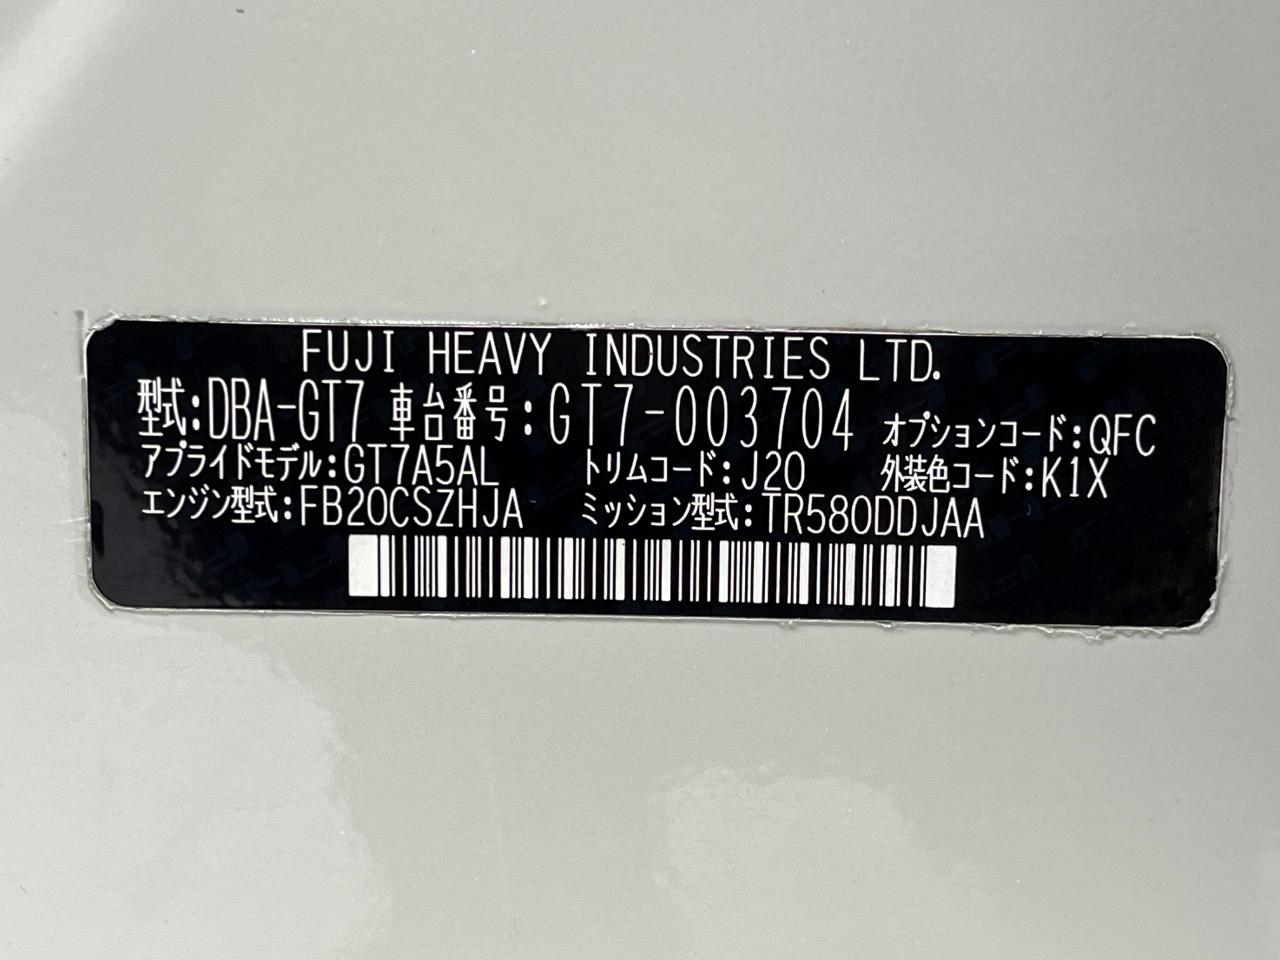 FUJI HEAVY INDUSTRIES LTD.
型式:DBA-GT7 車台番号:GT7-003704 オプションコード:QFC
アプライドモデル:GT7A5AL トリムコード:J20 外装色コード:K1X
エンジン型式:FB20CSZHJA ミッション型式:TR580DDJAA